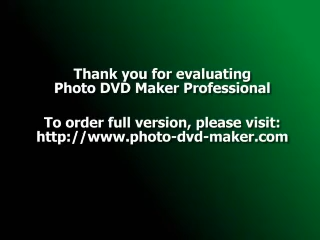 Thank you for evaluating
Photo DVD Maker Professional
To order full version, please visit:
http://www.photo-dvd-maker.com